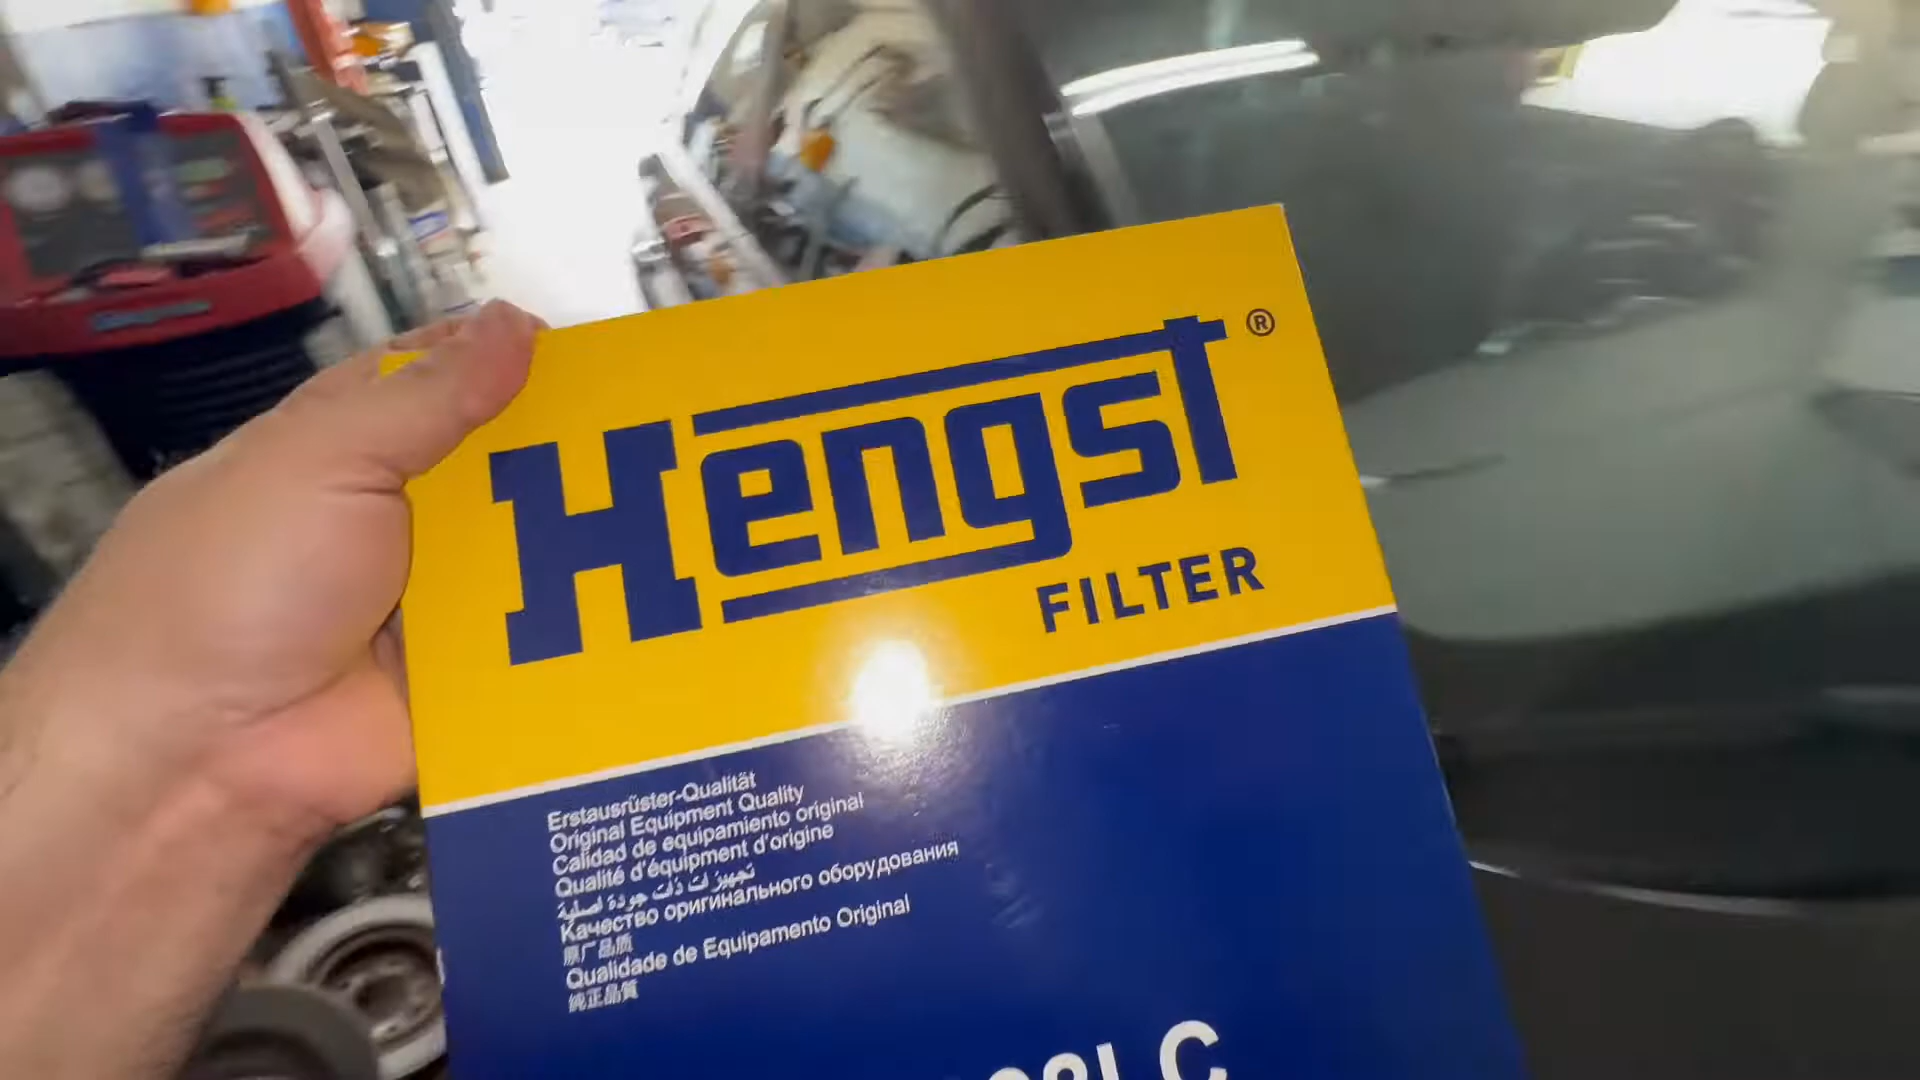 Hengst®
FILTER
Erstausrüster-Qualität
Original Equipment Quality
Calidad de equipamiento original
Qualité d'équipment d'origine
تجهيزات ذات جودة أصلية
Качество оригинального оборудования
原厂品质
Qualidade de Equipamento Original
純正品質